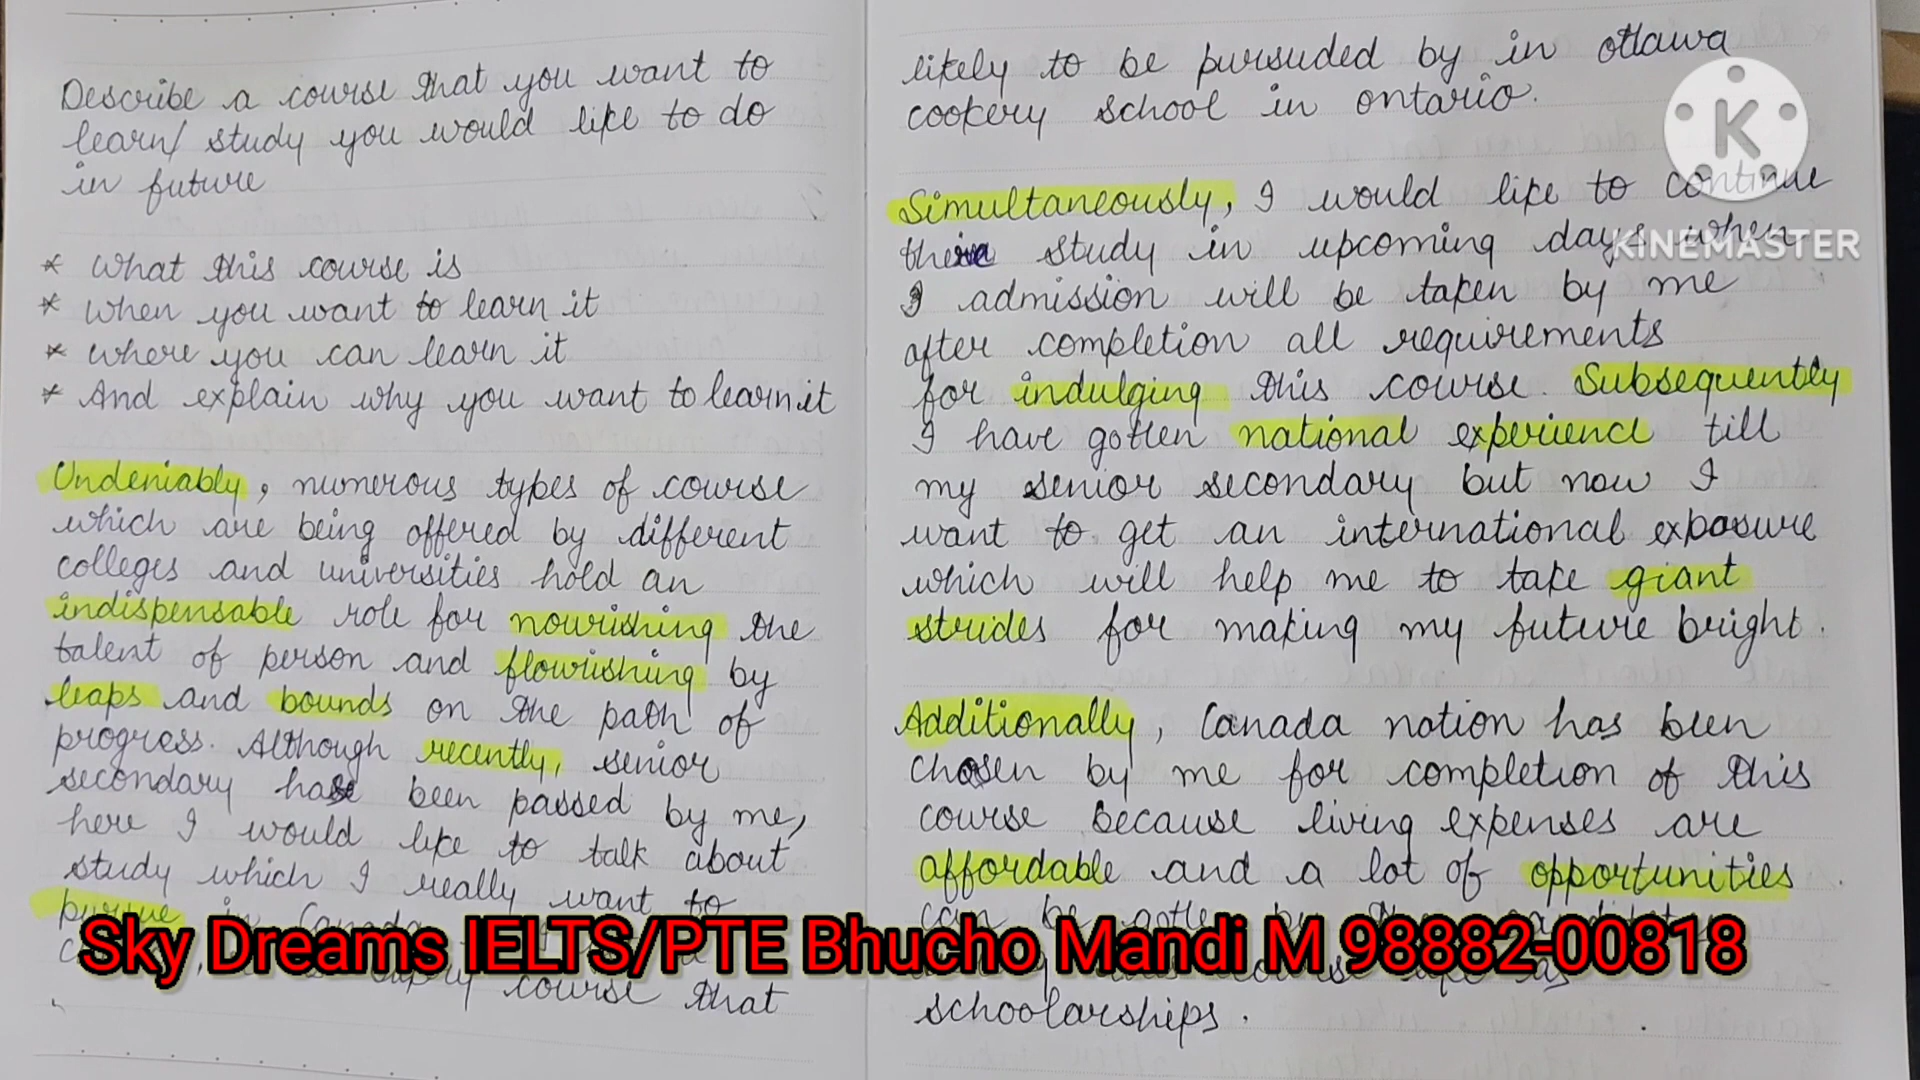 Describe a course that you want to
learn/ study you would like to do
in future
* What this course is
* When you want to learn it
* where you can learn it
* And explain why you want to learn it
Undeniably, numerous types of course
which are being offered by different
colleges and universities hold an
indispensable role for nourishing the
talent of person and flourishing by
leaps and bounds on the path of
progress. Although recently, senior
secondary has been passed by me,
here I would like to talk about
study which I really want to
pursue in Canada
course that
likely to be pursuded by in ottawa
cookery school in ontario.
Simultaneously, I would like to continue
study in upcoming days when
admission will be taken by me
after completion all requirements
for indulging this course. Subsequently
I have gotten national experience till
my senior secondary but now I
want to get an international exposure
which will help me to take giant
strides for making my future bright.
Additionally, Canada nation has been
chosen by me for completion of this
course because living expenses are
affordable and a lot of opportunities
can be gotten by the
as
schoolarships.
K
KINEMASTER
Sky Dreams IELTS/PTE Bhucho Mandi M 98882-00818